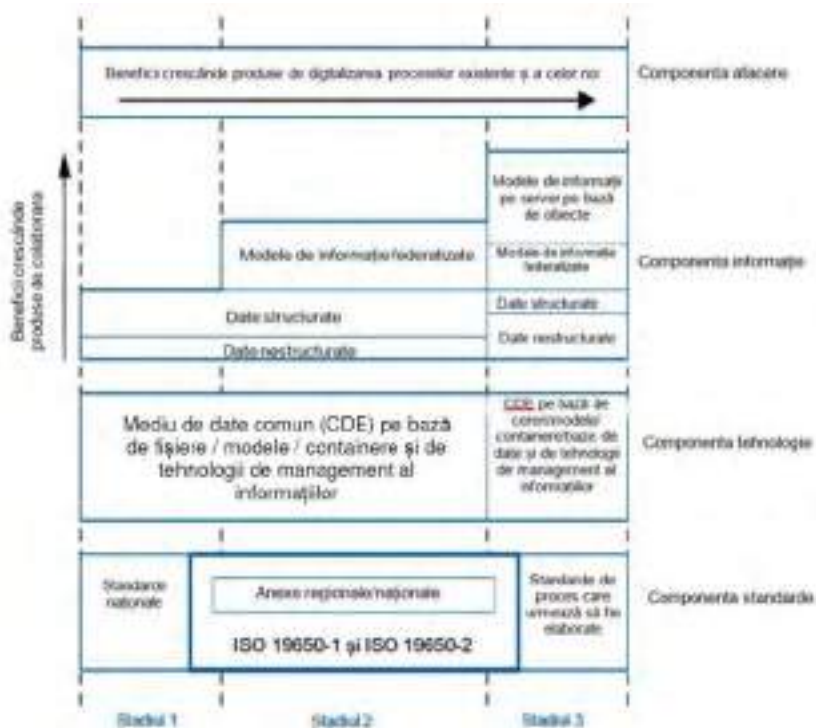 Beneficii crescânde produse de digitalizarea proceselor existente și a celor noi
Componenta afacere
Beneficii crescânde
produse de colaborare
Modele de informații
pe server pe bază
de obiecte
Modele de informație federalizate
Modele de informație
federalizate
Componenta informație
Date structurate
Date structurate
Date nestructurate
Date nestructurate
Mediu de date comun (CDE) pe bază
de fișiere / modele / containere și de
tehnologii de management al
informațiilor
CDE pe bază de
containere/baze de
date și de tehnologii
de management al
informațiilor
Componenta tehnologie
Standarde
naționale
Anexe regionale/naționale
ISO 19650-1 și ISO 19650-2
Standarde de
proces care
urmează să fie
elaborate
Componenta standarde
Stadiul 1
Stadiul 2
Stadiul 3